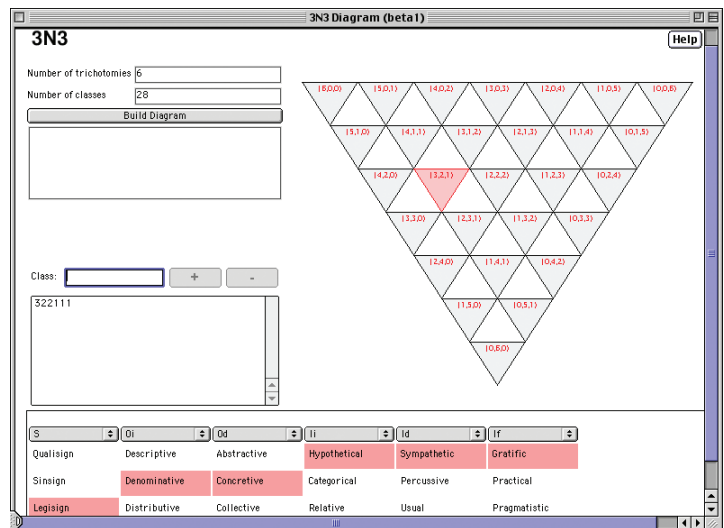 3N3 Diagram (beta1)
3N3
Help
Number of trichotomies 6
Number of classes 28
Build Diagram
(6,0,0) (5,0,1) (4,0,2) (3,0,3) (2,0,4) (1,0,5) (0,0,6)
(5,1,0) (4,1,1) (3,1,2) (2,1,3) (1,1,4) (0,1,5)
(4,2,0) (3,2,1) (2,2,2) (1,2,3) (0,2,4)
(3,3,0) (2,3,1) (1,3,2) (0,3,3)
(2,4,0) (1,4,1) (0,4,2)
(1,5,0) (0,5,1)
(0,6,0)
Class: + -
322111
S Oi Od Ii Id If
Qualisign Descriptive Abstractive Hypothetical Sympathetic Gratific
Sinsign Denominative Concretive Categorical Percussive Practical
Legisign Distributive Collective Relative Usual Pragmatistic